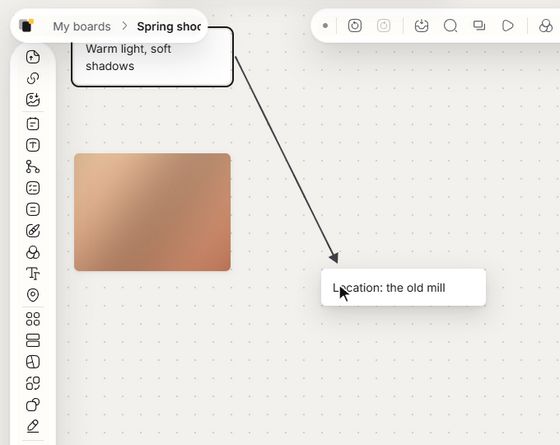 My boards
Spring shoo
Warm light, soft
shadows
Location: the old mill